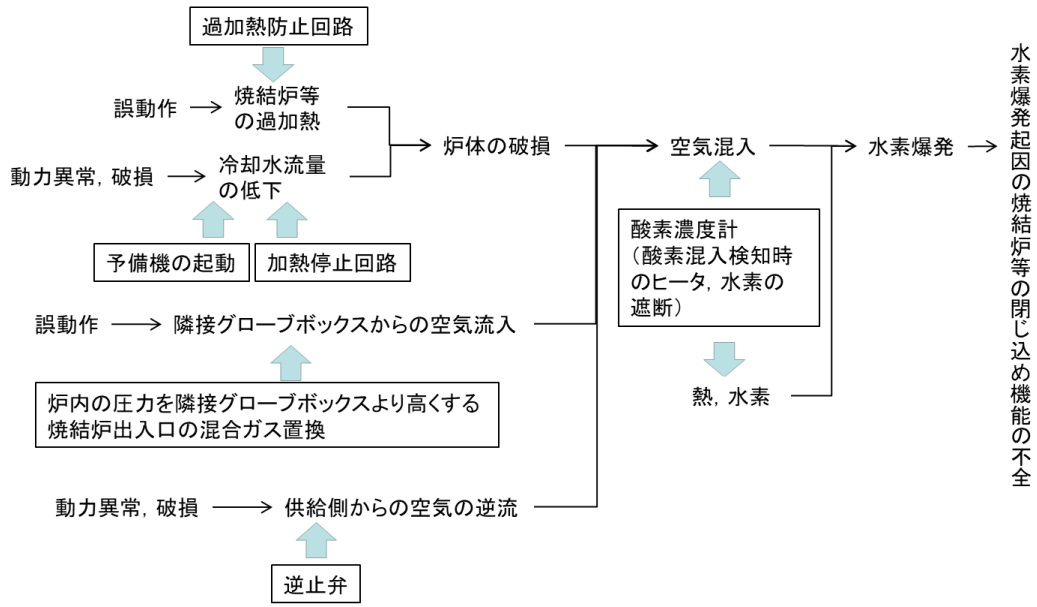 過加熱防止回路
誤動作
焼結炉等
の過加熱
炉体の破損
空気混入
水素爆発
水素爆発起因の焼結炉等の閉じ込め機能の不全
動力異常，破損
冷却水流量
の低下
予備機の起動
加熱停止回路
酸素濃度計
（酸素混入検知時
のヒータ，水素の
遮断）
誤動作
隣接グローブボックスからの空気流入
炉内の圧力を隣接グローブボックスより高くする
焼結炉出入口の混合ガス置換
熱，水素
動力異常，破損
供給側からの空気の逆流
逆止弁